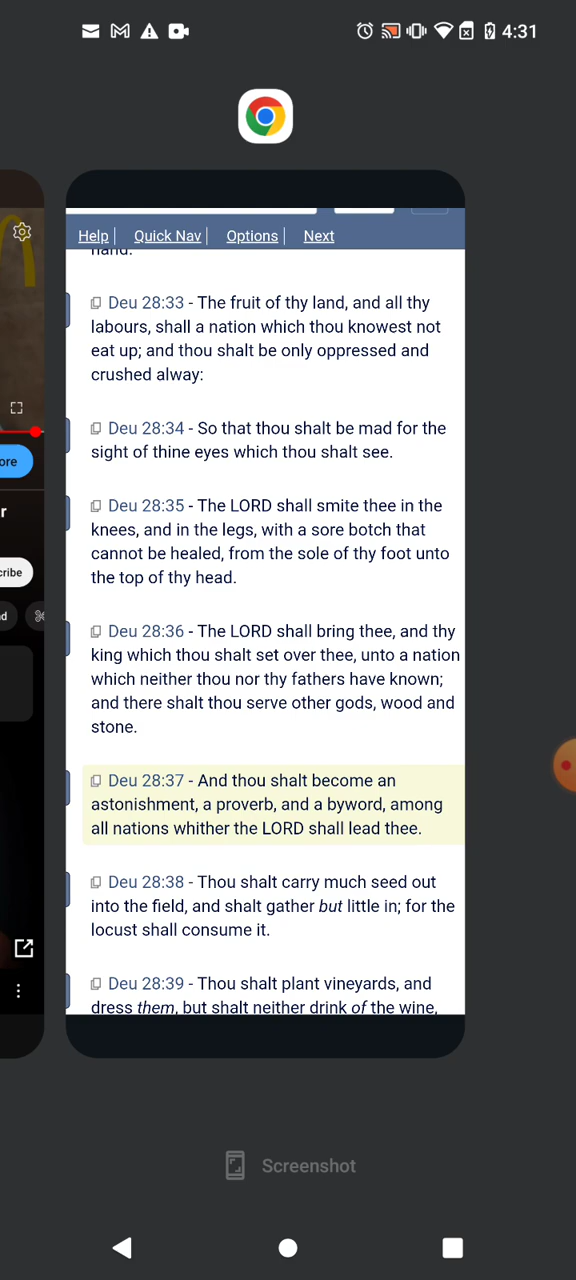 4:31
Help | Quick Nav | Options | Next
hand.
Deu 28:33 - The fruit of thy land, and all thy
labours, shall a nation which thou knowest not
eat up; and thou shalt be only oppressed and
crushed alway:
Deu 28:34 - So that thou shalt be mad for the
sight of thine eyes which thou shalt see.
Deu 28:35 - The LORD shall smite thee in the
knees, and in the legs, with a sore botch that
cannot be healed, from the sole of thy foot unto
the top of thy head.
Deu 28:36 - The LORD shall bring thee, and thy
king which thou shalt set over thee, unto a nation
which neither thou nor thy fathers have known;
and there shalt thou serve other gods, wood and
stone.
Deu 28:37 - And thou shalt become an
astonishment, a proverb, and a byword, among
all nations whither the LORD shall lead thee.
Deu 28:38 - Thou shalt carry much seed out
into the field, and shalt gather but little in; for the
locust shall consume it.
Deu 28:39 - Thou shalt plant vineyards, and
dress them, but shalt neither drink of the wine,
ore
r
cribe
d
Screenshot